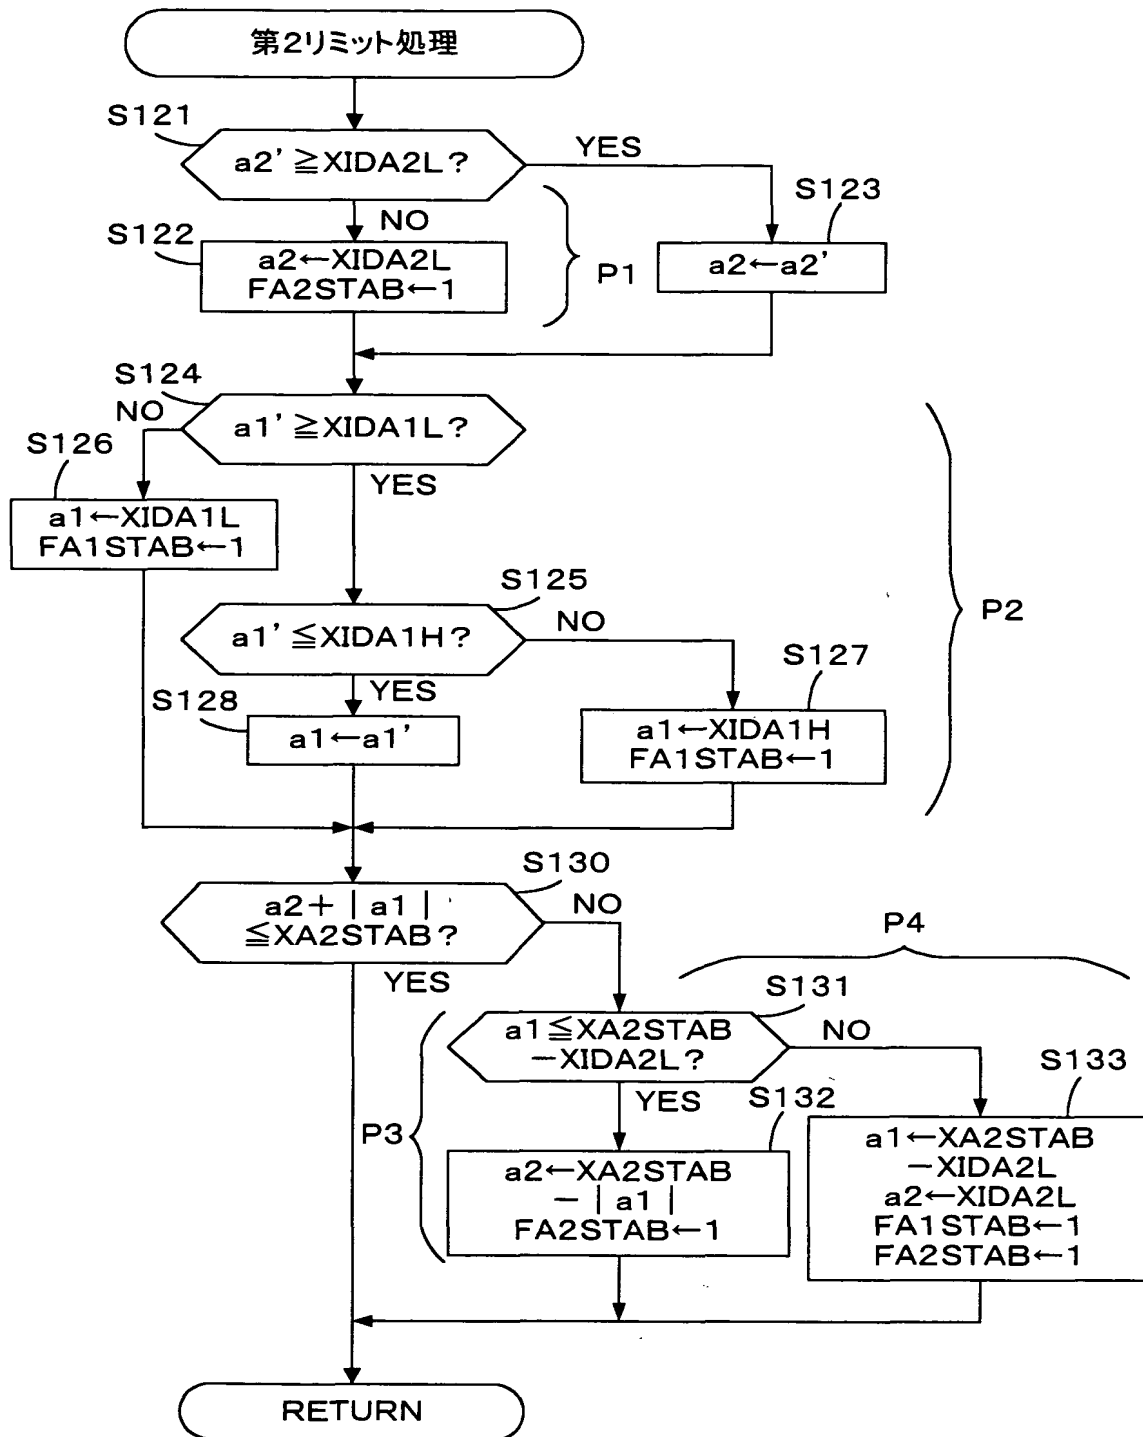 第2リミット処理
S121
a2'≧XIDA2L?
YES
S123
NO
S122
a2←XIDA2L
FA2STAB←1
P1
a2←a2'
S124
NO
a1'≧XIDA1L?
S126
YES
a1←XIDA1L
FA1STAB←1
S125
a1'≦XIDA1H?
NO
P2
S127
YES
S128
a1←a1'
a1←XIDA1H
FA1STAB←1
S130
a2+|a1|
≦XA2STAB?
NO
YES
P4
S131
a1≦XA2STAB
−XIDA2L?
NO
S133
YES
S132
P3
a2←XA2STAB
−|a1|
FA2STAB←1
a1←XA2STAB
−XIDA2L
a2←XIDA2L
FA1STAB←1
FA2STAB←1
RETURN